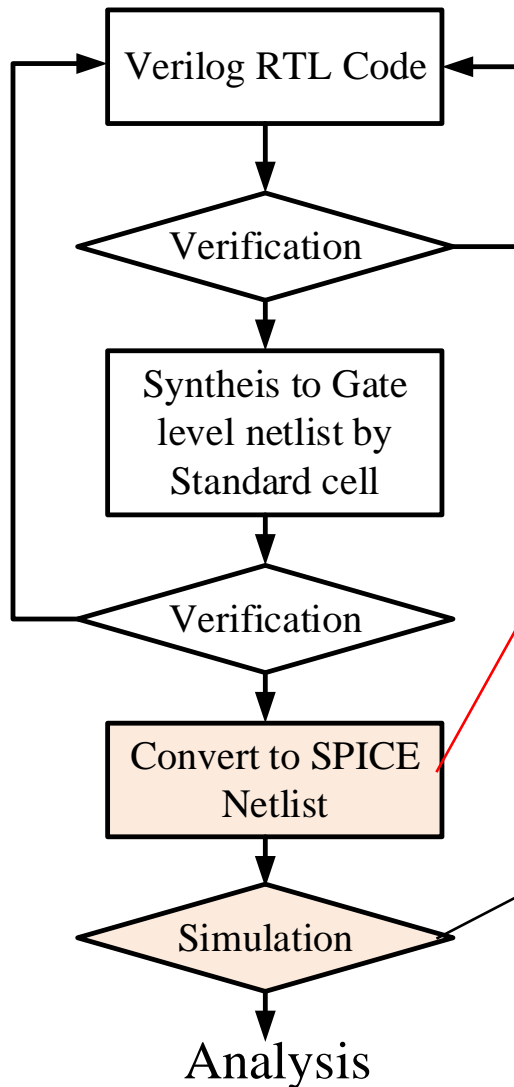 Verilog RTL Code
Verification
Syntheis to Gate
level netlist by
Standard cell
Verification
Convert to SPICE
Netlist
Simulation
Analysis